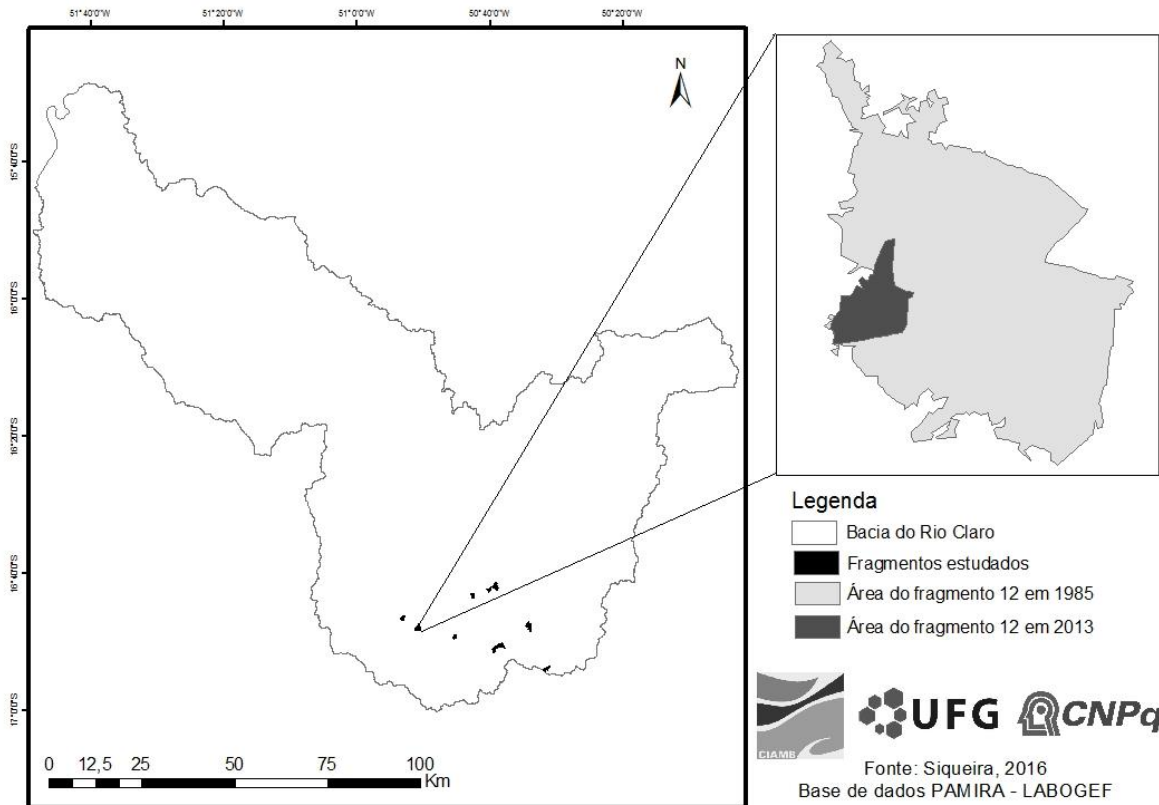 51°40'0"W 51°20'0"W 51°0'0"W 50°40'0"W 50°20'0"W
N
15°40'0"S
16°0'0"S
16°20'0"S
16°40'0"S
17°0'0"S
0 12,5 25 50 75 100
Km
Legenda
Bacia do Rio Claro
Fragmentos estudados
Área do fragmento 12 em 1985
Área do fragmento 12 em 2013
CIAMB
UFG
CNPq
Fonte: Siqueira, 2016
Base de dados PAMIRA - LABOGEF